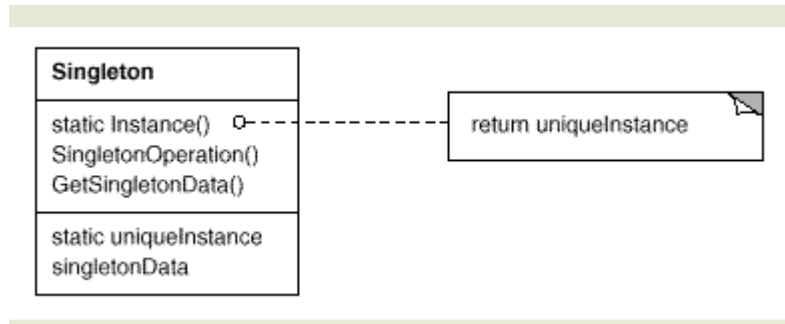 Singleton
static Instance()
SingletonOperation()
GetSingletonData()
static uniqueInstance
singletonData
return uniqueInstance